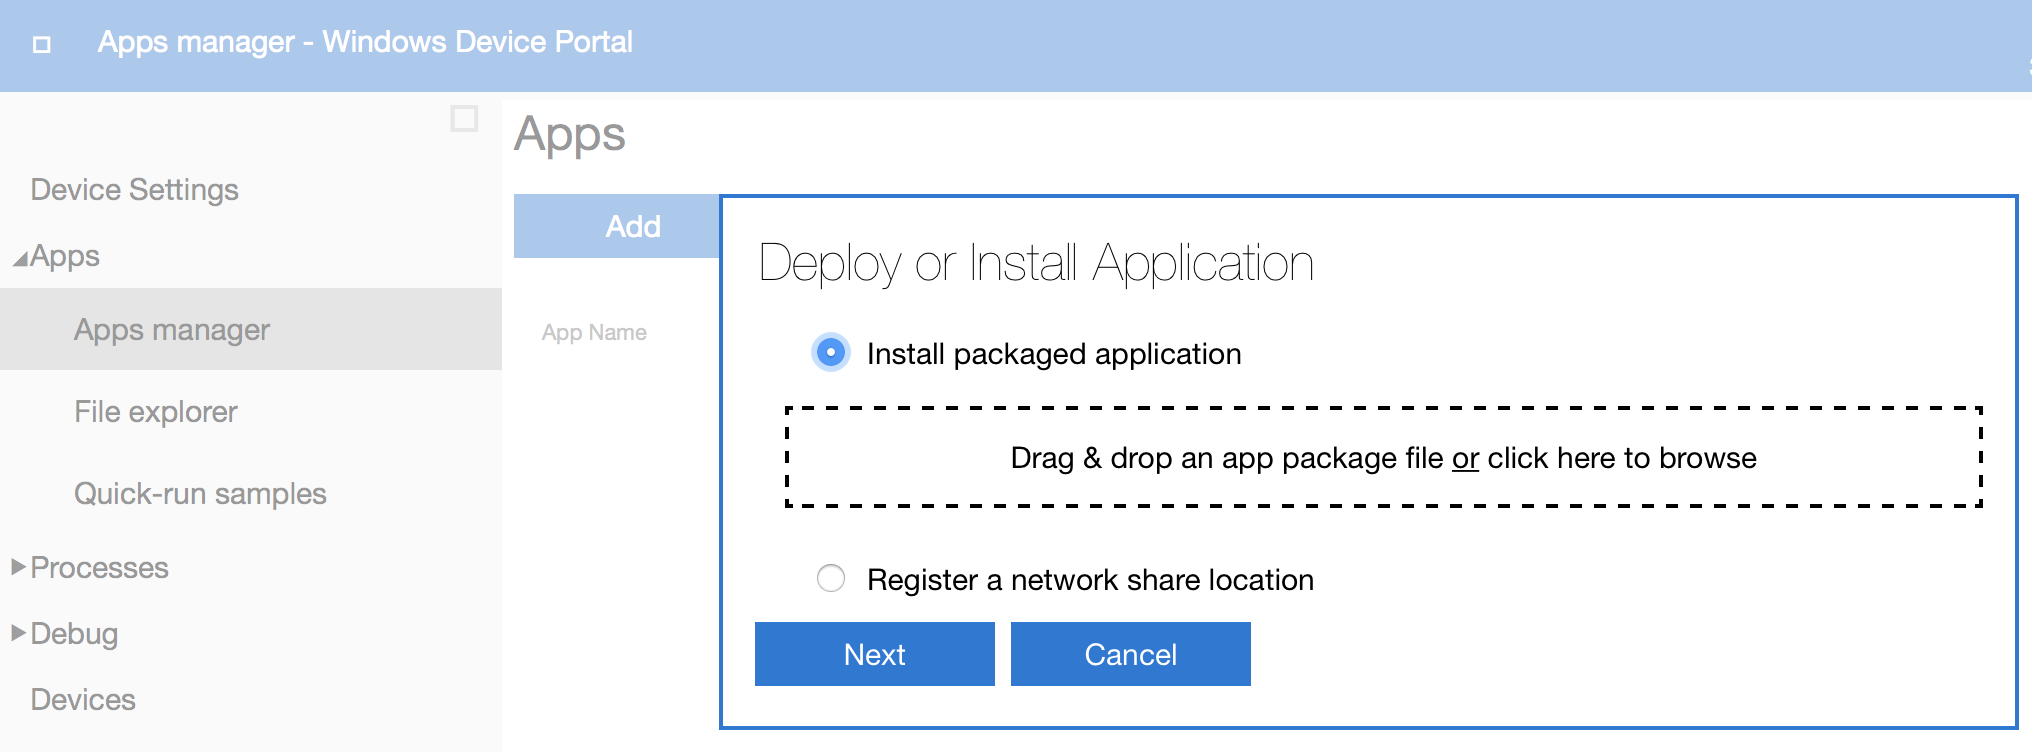 Apps manager - Windows Device Portal
Device Settings
Apps
Apps manager
File explorer
Quick-run samples
Processes
Debug
Devices
Apps
Add
App Name
Deploy or Install Application
Install packaged application
Drag & drop an app package file or click here to browse
Register a network share location
Next
Cancel